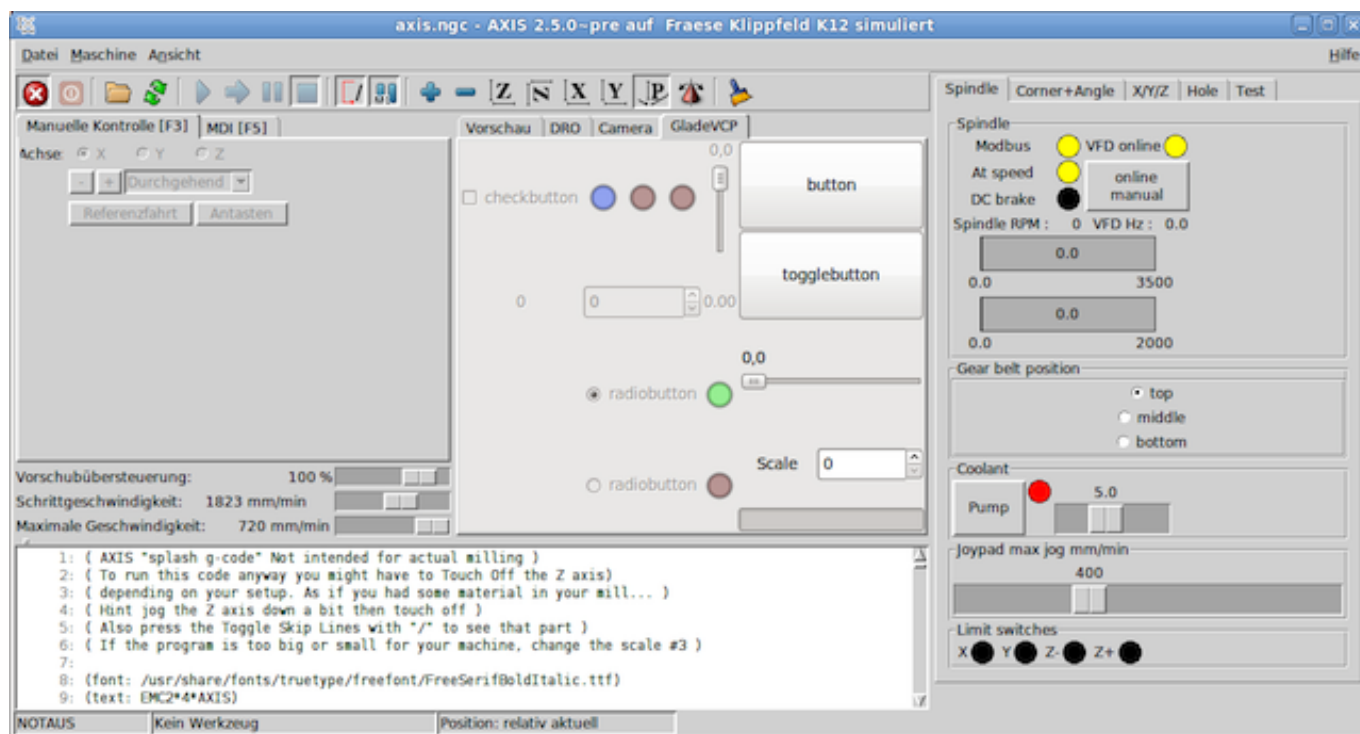 axis.ngc - AXIS 2.5.0~pre auf Fraese Klippfeld K12 simuliert
Datei Maschine Ansicht
Hilfe
Z N X Y P
Manuelle Kontrolle [F3] MDI [F5]
Achse: X Y Z
- + Durchgehend
Referenzfahrt Antasten
Vorschau DRO Camera GladeVCP
0,0
checkbutton
button
togglebutton
0 0 0.00
0,0
radiobutton
Scale 0
radiobutton
Vorschubübersteuerung: 100 %
Schrittgeschwindigkeit: 1823 mm/min
Maximale Geschwindigkeit: 720 mm/min
1: ( AXIS "splash g-code" Not intended for actual milling )
2: ( To run this code anyway you might have to Touch Off the Z axis)
3: ( depending on your setup. As if you had some material in your mill... )
4: ( Hint jog the Z axis down a bit then touch off )
5: ( Also press the Toggle Skip Lines with "/" to see that part )
6: ( If the program is too big or small for your machine, change the scale #3 )
7:
8: (font: /usr/share/fonts/truetype/freefont/FreeSerifBoldItalic.ttf)
9: (text: EMC2*4*AXIS)
NOTAUS Kein Werkzeug Position: relativ aktuell
Spindle Corner+Angle X/Y/Z Hole Test
Spindle
Modbus VFD online
At speed
DC brake
online
manual
Spindle RPM : 0 VFD Hz : 0.0
0.0
0.0 3500
0.0
0.0 2000
Gear belt position
top
middle
bottom
Coolant
Pump
5.0
Joypad max jog mm/min
400
Limit switches
X Y Z- Z+